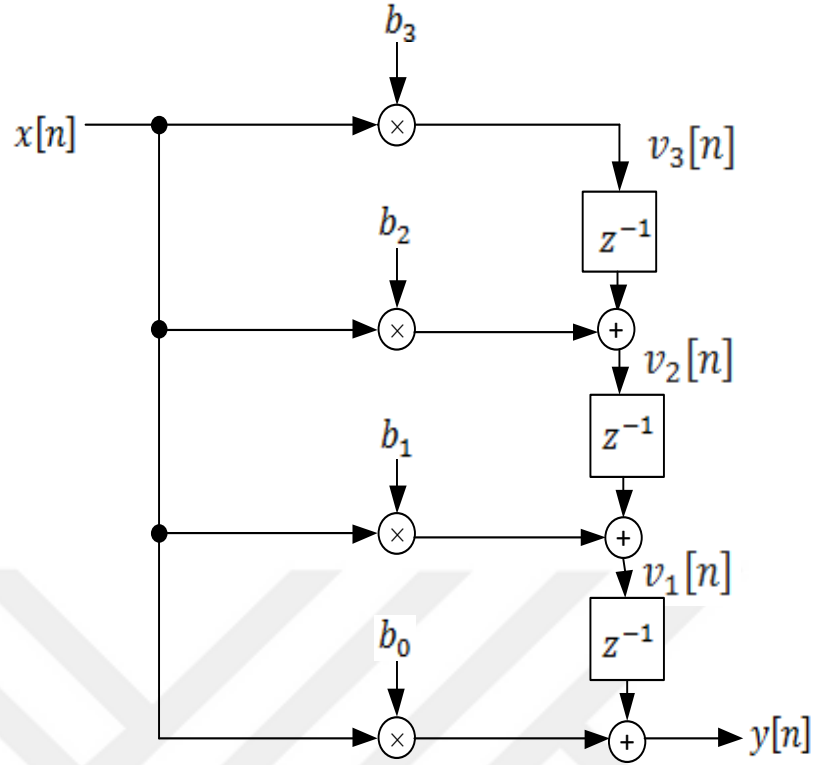 b₃
x[n]
×
v₃[n]
z⁻¹
b₂
×
+
v₂[n]
z⁻¹
b₁
×
+
v₁[n]
z⁻¹
b₀
×
+
y[n]